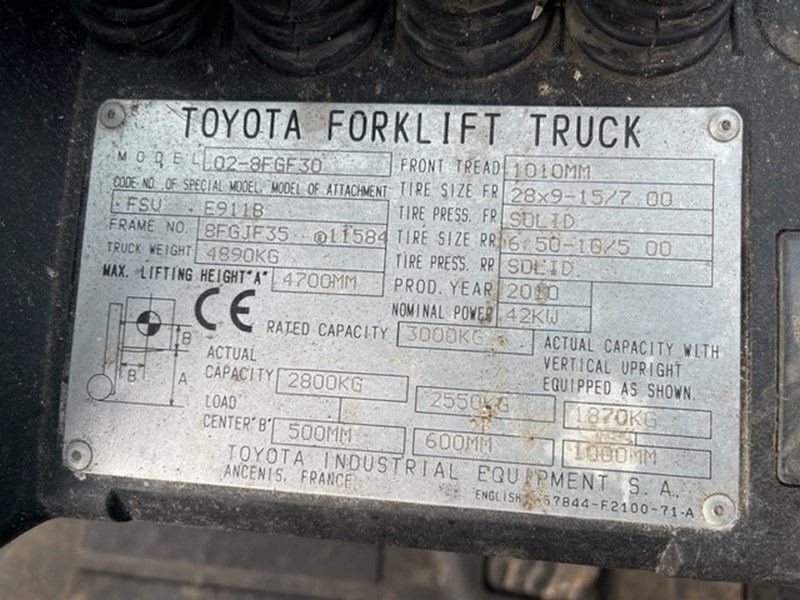 TOYOTA FORKLIFT TRUCK
MODEL 02-8FGF30
CODE-NO. OF SPECIAL MODEL, MODEL OF ATTACHMENT
FSV E911B
FRAME NO. 8FGJF35 ⊙11584
TRUCK WEIGHT 4890KG
MAX. LIFTING HEIGHT "A" 4700MM
FRONT TREAD 1010MM
TIRE SIZE FR 28x9-15/7.00
TIRE PRESS. FR SOLID
TIRE SIZE RR 6.50-10/5.00
TIRE PRESS. RR SOLID
PROD. YEAR 2010
NOMINAL POWER 42KW
CE
RATED CAPACITY 3000KG
ACTUAL CAPACITY WITH
VERTICAL UPRIGHT
EQUIPPED AS SHOWN.
B
B
A
ACTUAL
CAPACITY 2800KG 2550KG 1870KG
LOAD
CENTER "B" 500MM 600MM 1000MM
TOYOTA INDUSTRIAL EQUIPMENT S.A.
ANCENIS, FRANCE
ENGLISH 57844-F2100-71-A